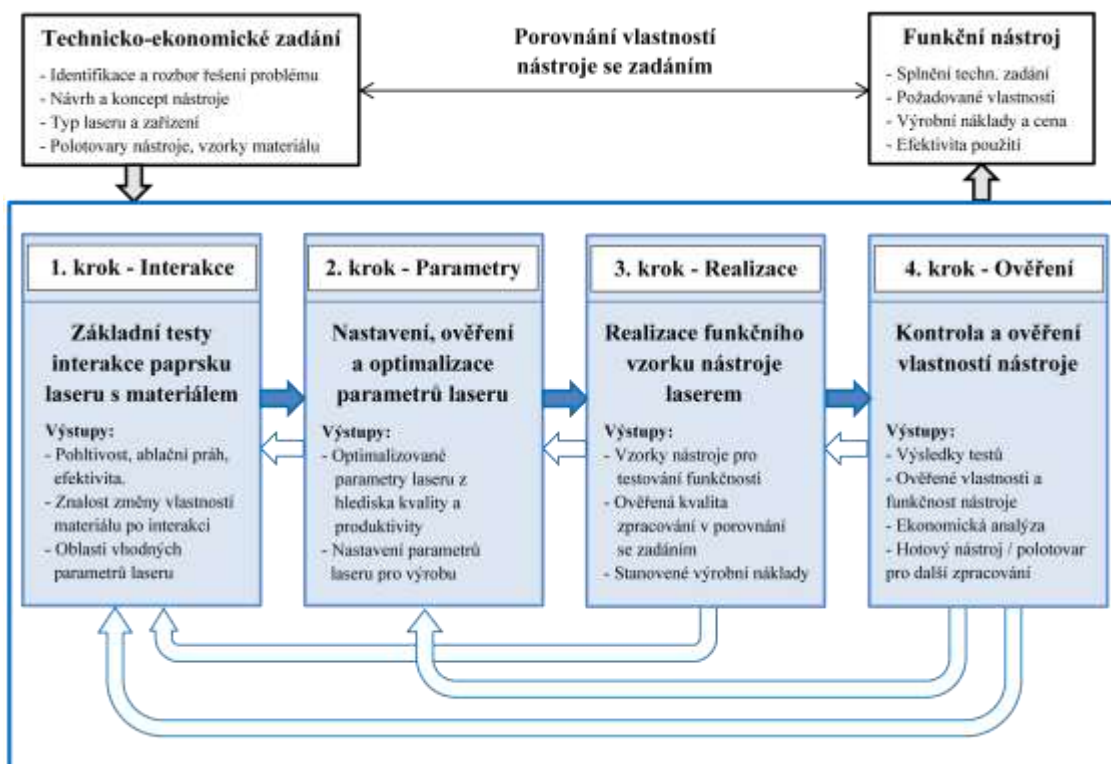 Technicko-ekonomické zadání
- Identifikace a rozbor řešení problému
- Návrh a koncept nástroje
- Typ laseru a zařízení
- Polotovary nástroje, vzorky materiálu
Porovnání vlastností
nástroje se zadáním
Funkční nástroj
- Splnění techn. zadání
- Požadované vlastnosti
- Výrobní náklady a cena
- Efektivita použití
1. krok - Interakce
Základní testy
interakce paprsku
laseru s materiálem
Výstupy:
- Pohltivost, ablační práh,
efektivita.
- Znalost změny vlastností
materiálu po interakci
- Oblasti vhodných
parametrů laseru
2. krok - Parametry
Nastavení, ověření
a optimalizace
parametrů laseru
Výstupy:
- Optimalizované
parametry laseru z
hlediska kvality a
produktivity
- Nastavení parametrů
laseru pro výrobu
3. krok - Realizace
Realizace funkčního
vzorku nástroje
laserem
Výstupy:
- Vzorky nástroje pro
testování funkčnosti
- Ověřená kvalita
zpracování v porovnání
se zadáním
- Stanovené výrobní náklady
4. krok - Ověření
Kontrola a ověření
vlastností nástroje
Výstupy:
- Výsledky testů
- Ověřené vlastnosti a
funkčnost nástroje
- Ekonomická analýza
- Hotový nástroj / polotovar
pro další zpracování